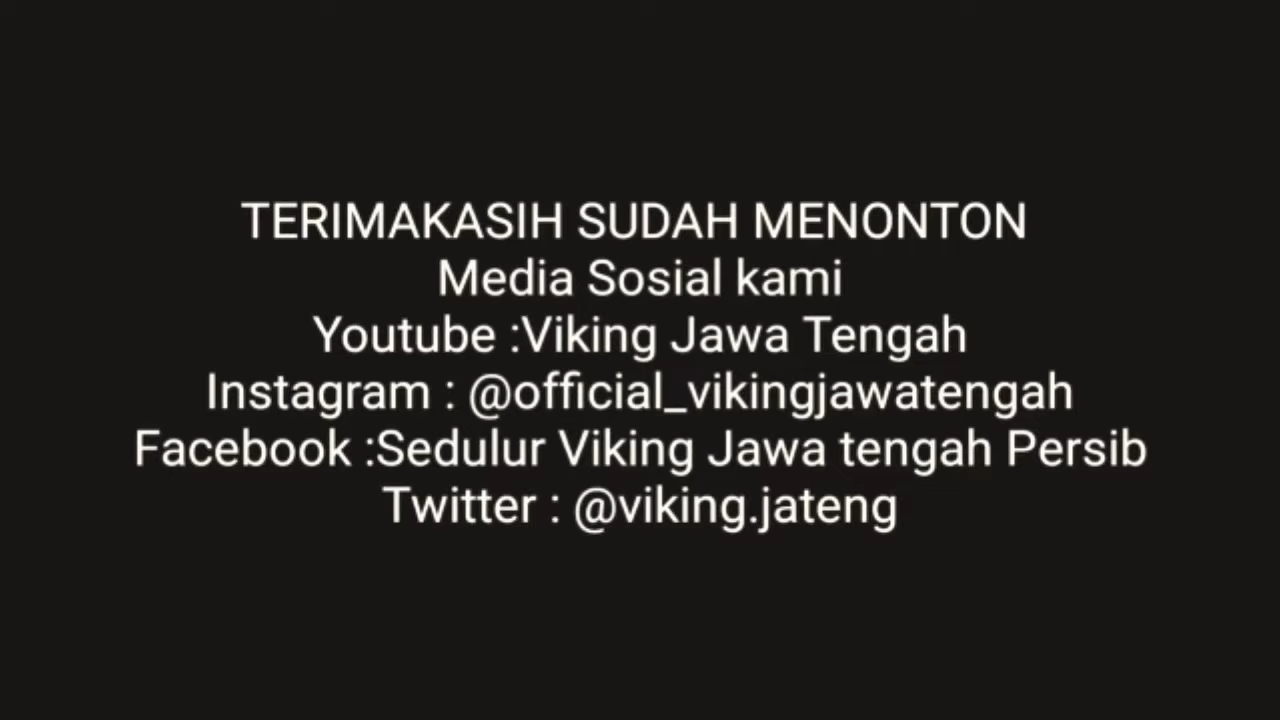 TERIMAKASIH SUDAH MENONTON
Media Sosial kami
Youtube :Viking Jawa Tengah
Instagram : @official_vikingjawatengah
Facebook :Sedulur Viking Jawa tengah Persib
Twitter : @viking.jateng